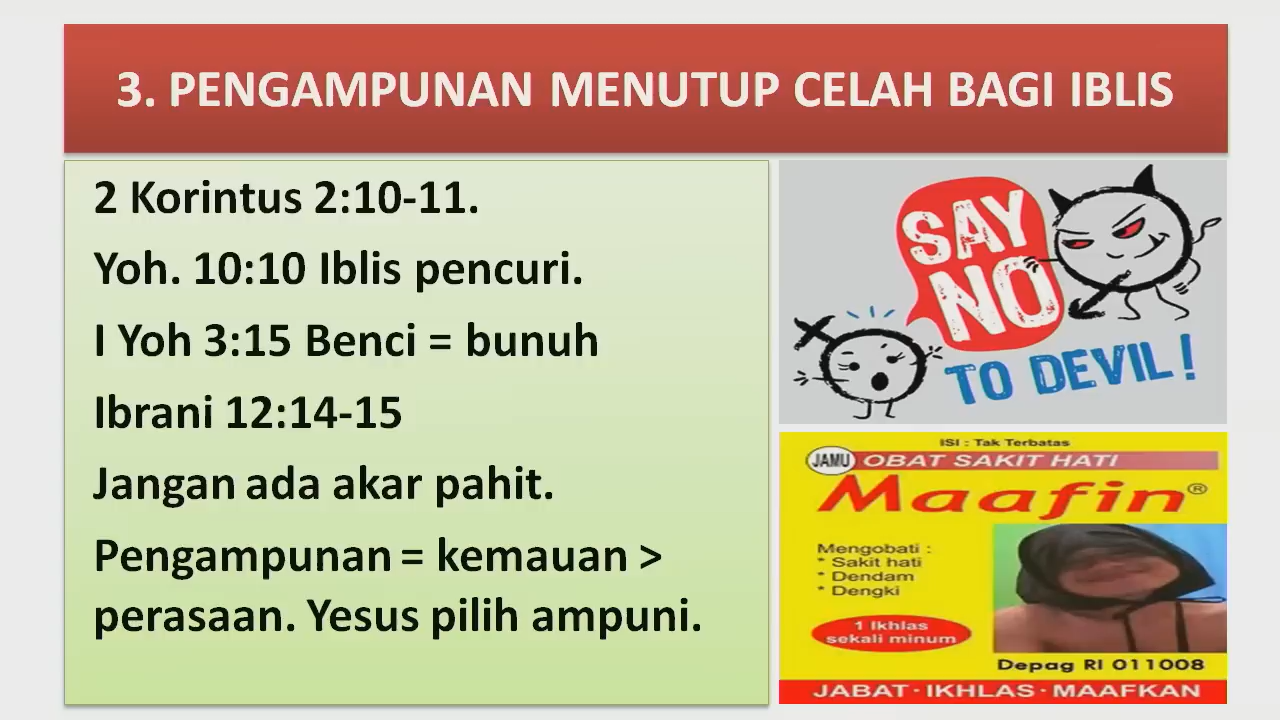 3. PENGAMPUNAN MENUTUP CELAH BAGI IBLIS
2 Korintus 2:10-11.
Yoh. 10:10 Iblis pencuri.
I Yoh 3:15 Benci = bunuh
Ibrani 12:14-15
Jangan ada akar pahit.
Pengampunan = kemauan >
perasaan. Yesus pilih ampuni.
SAY
NO
TO DEVIL!
ISI : Tak Terbatas
JAMU OBAT SAKIT HATI
Maafin®
Mengobati :
* Sakit hati
* Dendam
* Dengki
1 Ikhlas
sekali minum
Depag RI 011008
JABAT · IKHLAS · MAAFKAN